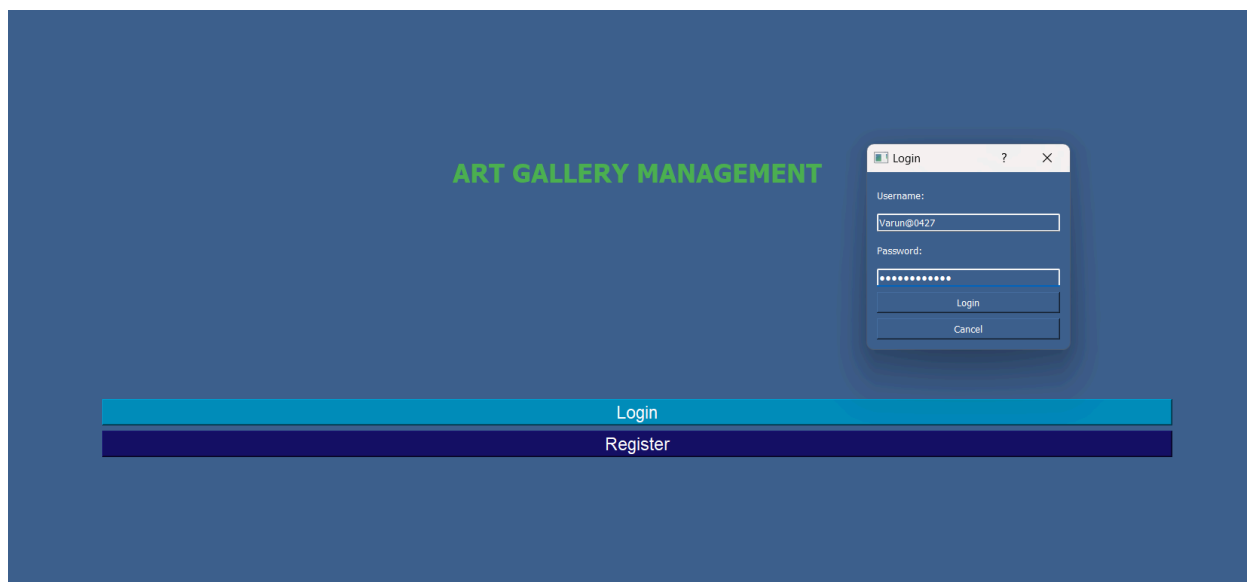 ART GALLERY MANAGEMENT
Login
?
Username:
Varun@0427
Password:
••••••••••••
Login
Cancel
Login
Register